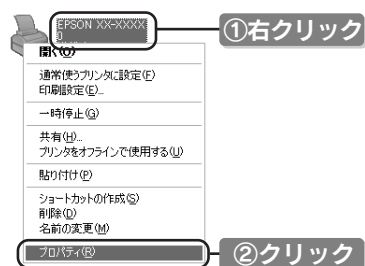 EPSON XX-XXXX
①右クリック
開く(O)
通常使うプリンタに設定(F)
印刷設定(E)...
一時停止(G)
共有(H)...
プリンタをオフラインで使用する(U)
貼り付け(P)
ショートカットの作成(S)
削除(D)
名前の変更(M)
プロパティ(R)
②クリック